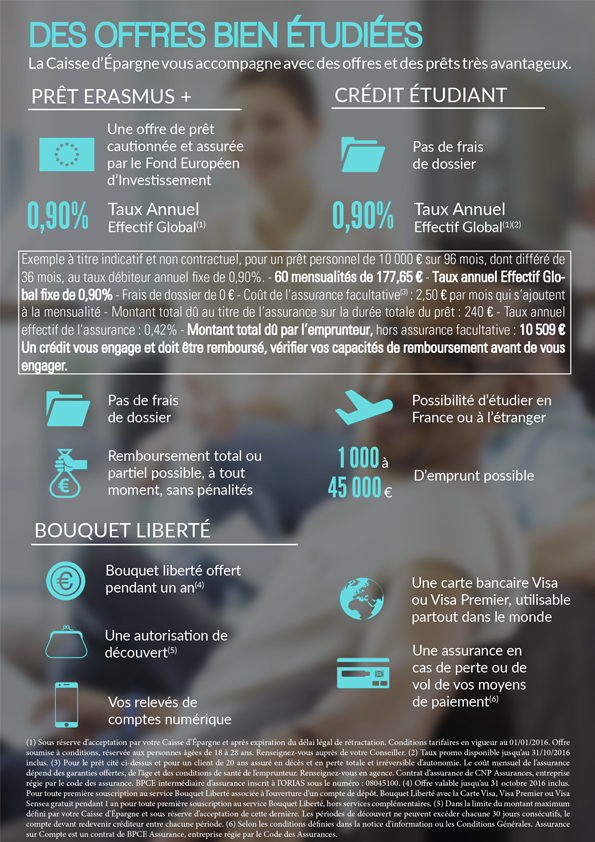 DES OFFRES BIEN ÉTUDIÉES
La Caisse d'Épargne vous accompagne avec des offres et des prêts très avantageux.
PRÊT ERASMUS +
Une offre de prêt
cautionnée et assurée
par le Fond Européen
d'Investissement
0,90%
Taux Annuel
Effectif Global(1)
CRÉDIT ÉTUDIANT
Pas de frais
de dossier
0,90%
Taux Annuel
Effectif Global(1)(2)
Exemple à titre indicatif et non contractuel, pour un prêt personnel de 10 000 € sur 96 mois, dont différé de
36 mois, au taux débiteur annuel fixe de 0,90%. - 60 mensualités de 177,65 € - Taux annuel Effectif Glo-
bal fixe de 0,90% - Frais de dossier de 0 € - Coût de l'assurance facultative(3) : 2,50 € par mois qui s'ajoutent
à la mensualité - Montant total dû au titre de l'assurance sur la durée totale du prêt : 240 € - Taux annuel
effectif de l'assurance : 0,42% - Montant total dû par l'emprunteur, hors assurance facultative : 10 509 €
Un crédit vous engage et doit être remboursé, vérifier vos capacités de remboursement avant de vous
engager.
Pas de frais
de dossier
Remboursement total ou
partiel possible, à tout
moment, sans pénalités
€
Possibilité d'étudier en
France ou à l'étranger
1 000 à
45 000 €
D'emprunt possible
BOUQUET LIBERTÉ
€
Bouquet liberté offert
pendant un an(4)
Une autorisation de
découvert(5)
Vos relevés de
comptes numérique
Une carte bancaire Visa
ou Visa Premier, utilisable
partout dans le monde
Une assurance en
cas de perte ou de
vol de vos moyens
de paiement(6)
(1) Sous réserve d'acceptation par votre Caisse d'Épargne et après expiration du délai légal de rétractation. Conditions tarifaires en vigueur au 01/01/2016. Offre
soumise à conditions, réservée aux personnes âgées de 18 à 28 ans. Renseignez-vous auprès de votre Conseiller. (2) Taux promo disponible jusqu'au 31/10/2016
inclus. (3) Pour le prêt cité ci-dessus et pour un client de 20 ans assuré en décès et en perte totale et irréversible d'autonomie. Le coût mensuel de l'assurance
dépend des garanties offertes, de l'âge et des conditions de santé de l'emprunteur. Renseignez-vous en agence. Contrat d'assurance de CNP Assurances, entreprise
régie par le code des assurance. BPCE intermédiaire d'assurance inscrit à l'ORIAS sous le numéro : 08045100. (4) Offre valable jusqu'au 31 octobre 2016 inclus.
Pour toute première souscription au service Bouquet Liberté associée à l'ouverture d'un compte de dépôt. Bouquet Liberté avec la Carte Visa, Visa Premier ou Visa
Sensea gratuit pendant 1 an pour toute première souscription au service Bouquet Liberté, hors services complémentaires. (5) Dans la limite du montant maximum
défini par votre Caisse d'Épargne et sous réserve d'acceptation de cette dernière. Les périodes de découvert ne peuvent excéder chacune 30 jours consécutifs, le
compte devant redevenir créditeur entre chacune période. (6) Selon les conditions définies dans la notice d'information ou les Conditions Générales. Assurance
sur Compte est un contrat de BPCE Assurance, entreprise régie par le Code des Assurances.